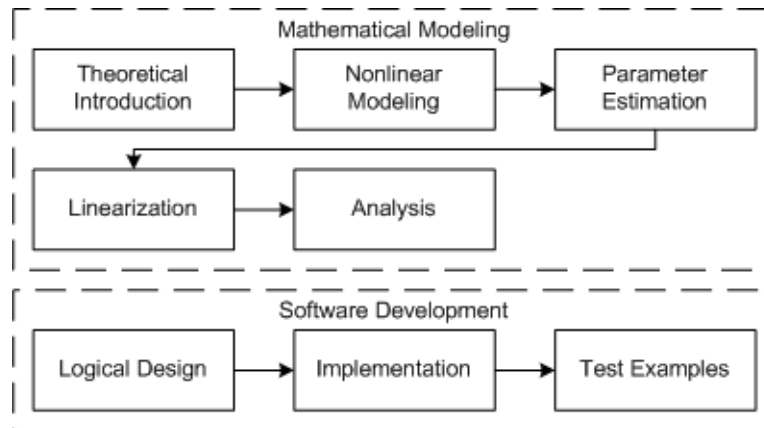 Mathematical Modeling
Theoretical
Introduction
Nonlinear
Modeling
Parameter
Estimation
Linearization
Analysis
Software Development
Logical Design
Implementation
Test Examples